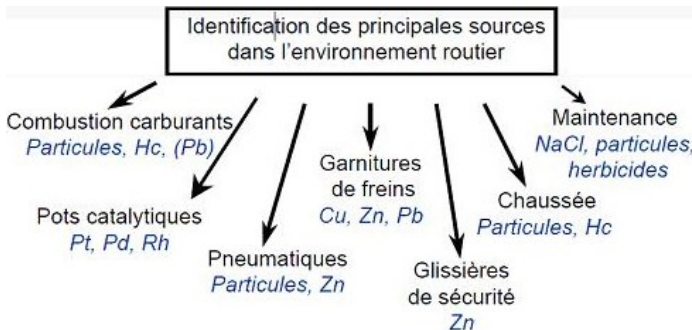 Identification des principales sources
dans l'environnement routier
Combustion carburants
Particules, Hc, (Pb)
Pots catalytiques
Pt, Pd, Rh
Pneumatiques
Particules, Zn
Garnitures
de freins
Cu, Zn, Pb
Glissières
de sécurité
Zn
Chaussée
Particules, Hc
Maintenance
NaCl, particules,
herbicides